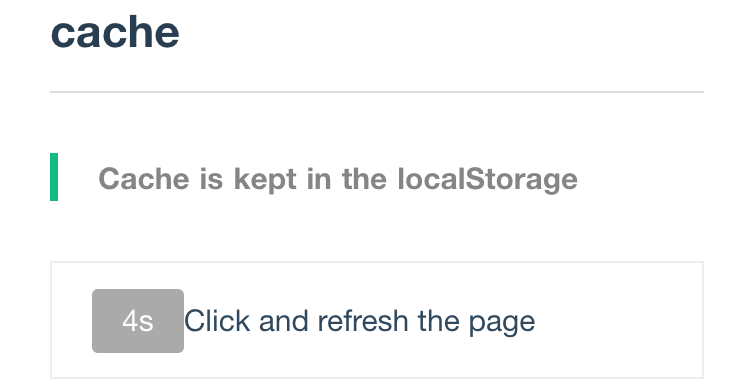 cache
Cache is kept in the localStorage
4s Click and refresh the page